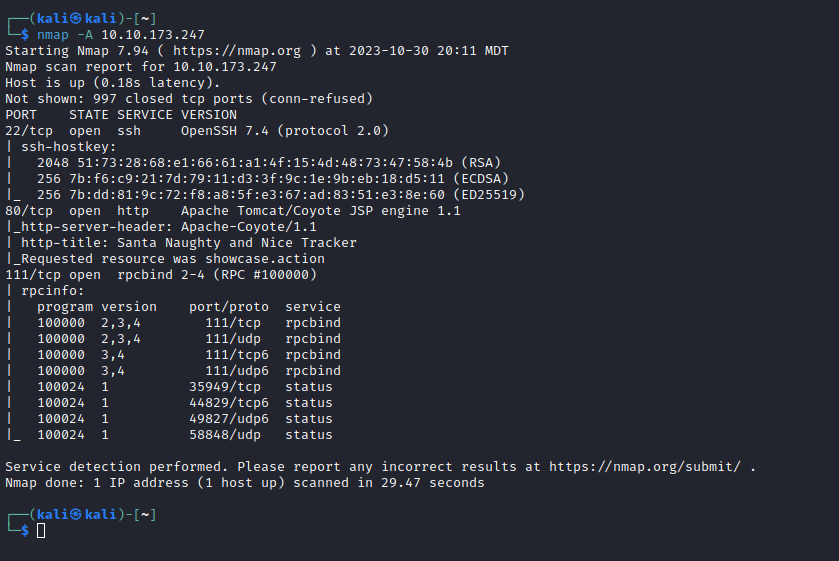 ┌──(kali㉿kali)-[~]
└─$ nmap -A 10.10.173.247
Starting Nmap 7.94 ( https://nmap.org ) at 2023-10-30 20:11 MDT
Nmap scan report for 10.10.173.247
Host is up (0.18s latency).
Not shown: 997 closed tcp ports (conn-refused)
PORT    STATE SERVICE VERSION
22/tcp  open  ssh     OpenSSH 7.4 (protocol 2.0)
| ssh-hostkey:
|   2048 51:73:28:68:e1:66:61:a1:4f:15:4d:48:73:47:58:4b (RSA)
|   256 7b:f6:c9:21:7d:79:11:d3:3f:9c:1e:9b:eb:18:d5:11 (ECDSA)
|_  256 7b:dd:81:9c:72:f8:a8:5f:e3:67:ad:83:51:e3:8e:60 (ED25519)
80/tcp  open  http    Apache Tomcat/Coyote JSP engine 1.1
|_http-server-header: Apache-Coyote/1.1
| http-title: Santa Naughty and Nice Tracker
|_Requested resource was showcase.action
111/tcp open  rpcbind 2-4 (RPC #100000)
| rpcinfo:
|   program version    port/proto  service
|   100000  2,3,4        111/tcp   rpcbind
|   100000  2,3,4        111/udp   rpcbind
|   100000  3,4          111/tcp6  rpcbind
|   100000  3,4          111/udp6  rpcbind
|   100024  1          35949/tcp   status
|   100024  1          44829/tcp6  status
|   100024  1          49827/udp6  status
|_  100024  1          58848/udp   status
Service detection performed. Please report any incorrect results at https://nmap.org/submit/ .
Nmap done: 1 IP address (1 host up) scanned in 29.47 seconds
┌──(kali㉿kali)-[~]
└─$